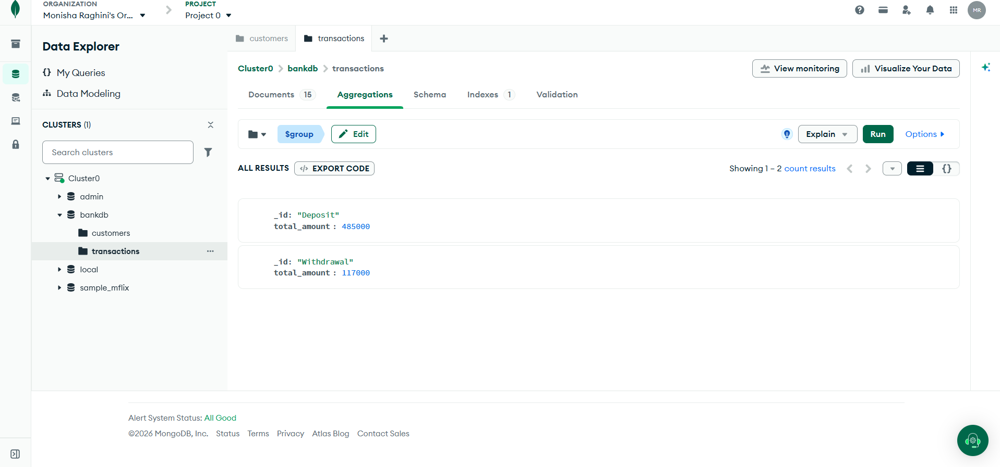 ORGANIZATION
Monisha Raghini's Or...
PROJECT
Project 0
MR
Data Explorer
My Queries
Data Modeling
CLUSTERS (1)
Search clusters
Cluster0
admin
bankdb
customers
transactions
local
sample_mflix
customers
transactions
Cluster0 bankdb transactions
View monitoring
Visualize Your Data
Documents 15
Aggregations
Schema
Indexes 1
Validation
$group
Edit
Explain
Run
Options
ALL RESULTS
EXPORT CODE
Showing 1 – 2 count results
_id: "Deposit"
total_amount : 485000
_id: "Withdrawal"
total_amount : 117000
Alert System Status: All Good
©2026 MongoDB, Inc. Status Terms Privacy Atlas Blog Contact Sales